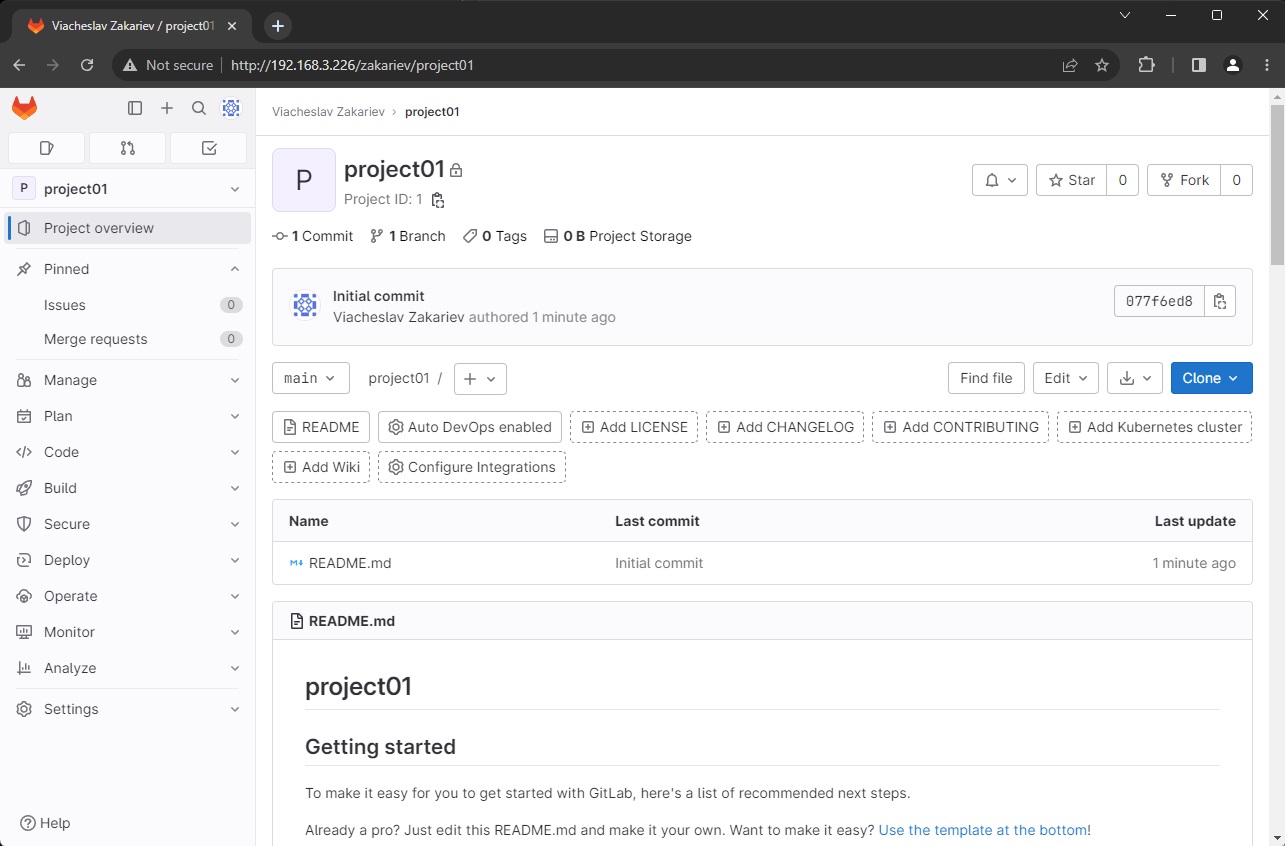 Viacheslav Zakariev / project01
Not secure http://192.168.3.226/zakariev/project01
Viacheslav Zakariev › project01
P project01
Project overview
Pinned
Issues 0
Merge requests 0
Manage
Plan
Code
Build
Secure
Deploy
Operate
Monitor
Analyze
Settings
Help
P
project01
Project ID: 1
Star 0 Fork 0
1 Commit 1 Branch 0 Tags 0 B Project Storage
Initial commit
Viacheslav Zakariev authored 1 minute ago
077f6ed8
main project01 / + Find file Edit Clone
README Auto DevOps enabled Add LICENSE Add CHANGELOG Add CONTRIBUTING Add Kubernetes cluster
Add Wiki Configure Integrations
Name Last commit Last update
README.md Initial commit 1 minute ago
README.md
project01
Getting started
To make it easy for you to get started with GitLab, here's a list of recommended next steps.
Already a pro? Just edit this README.md and make it your own. Want to make it easy? Use the template at the bottom!